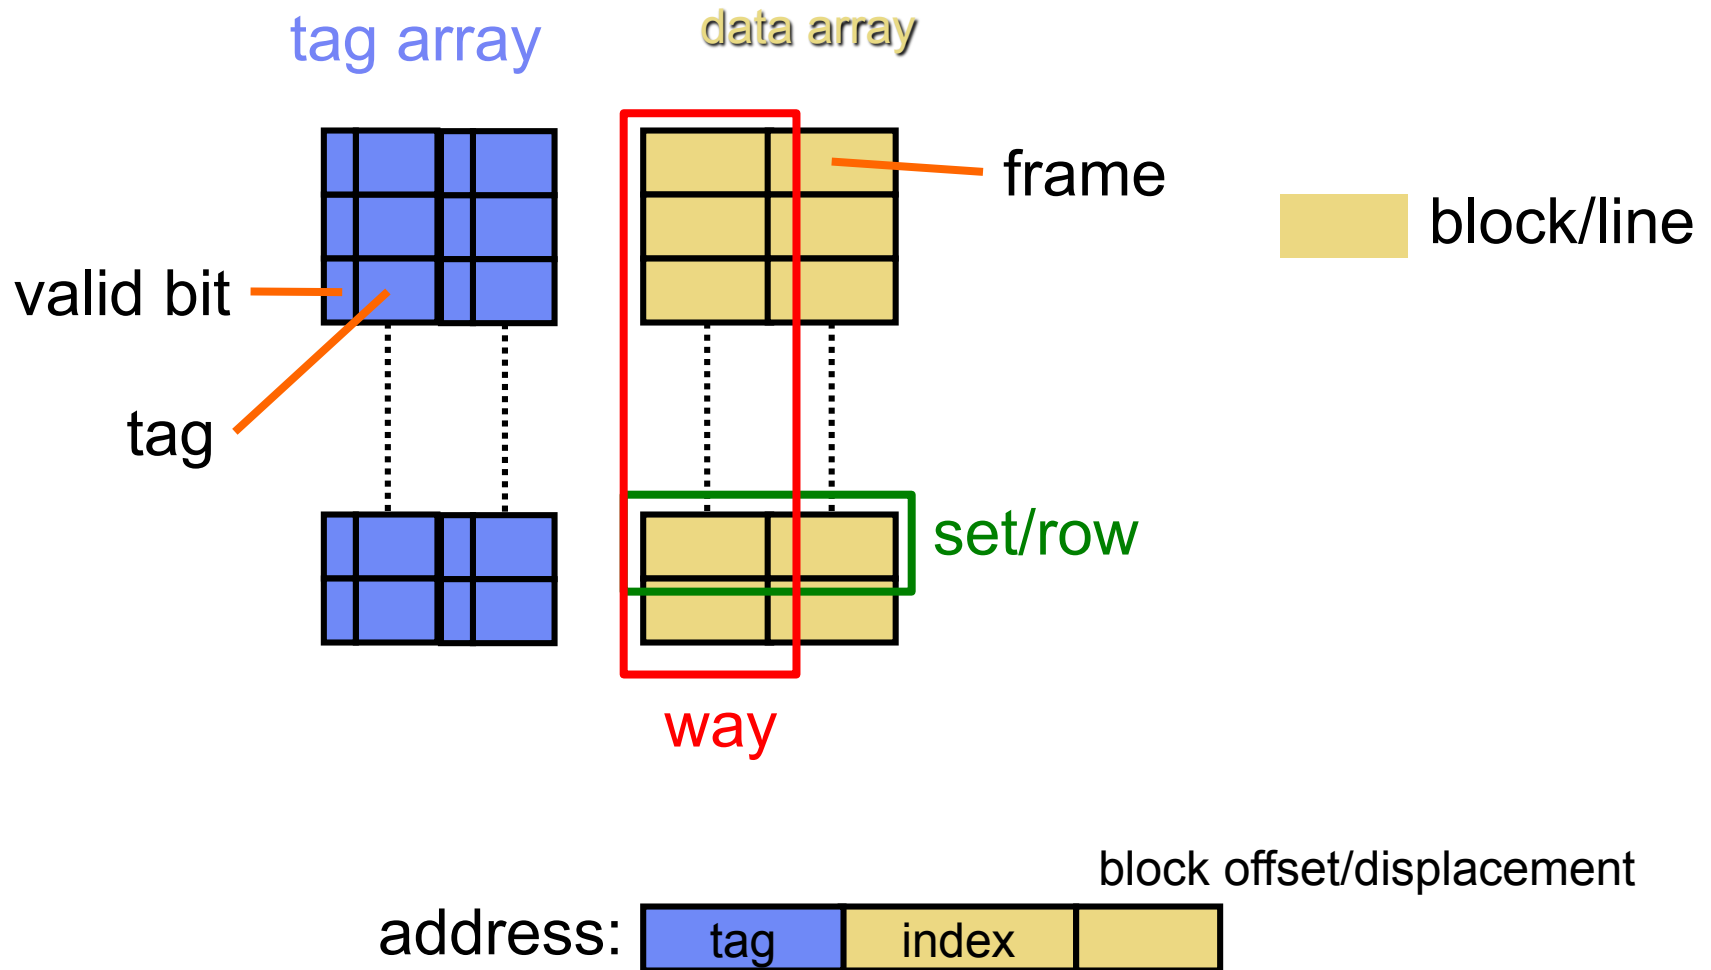 tag array
data array
frame
block/line
valid bit
tag
set/row
way
block offset/displacement
address:
tag
index